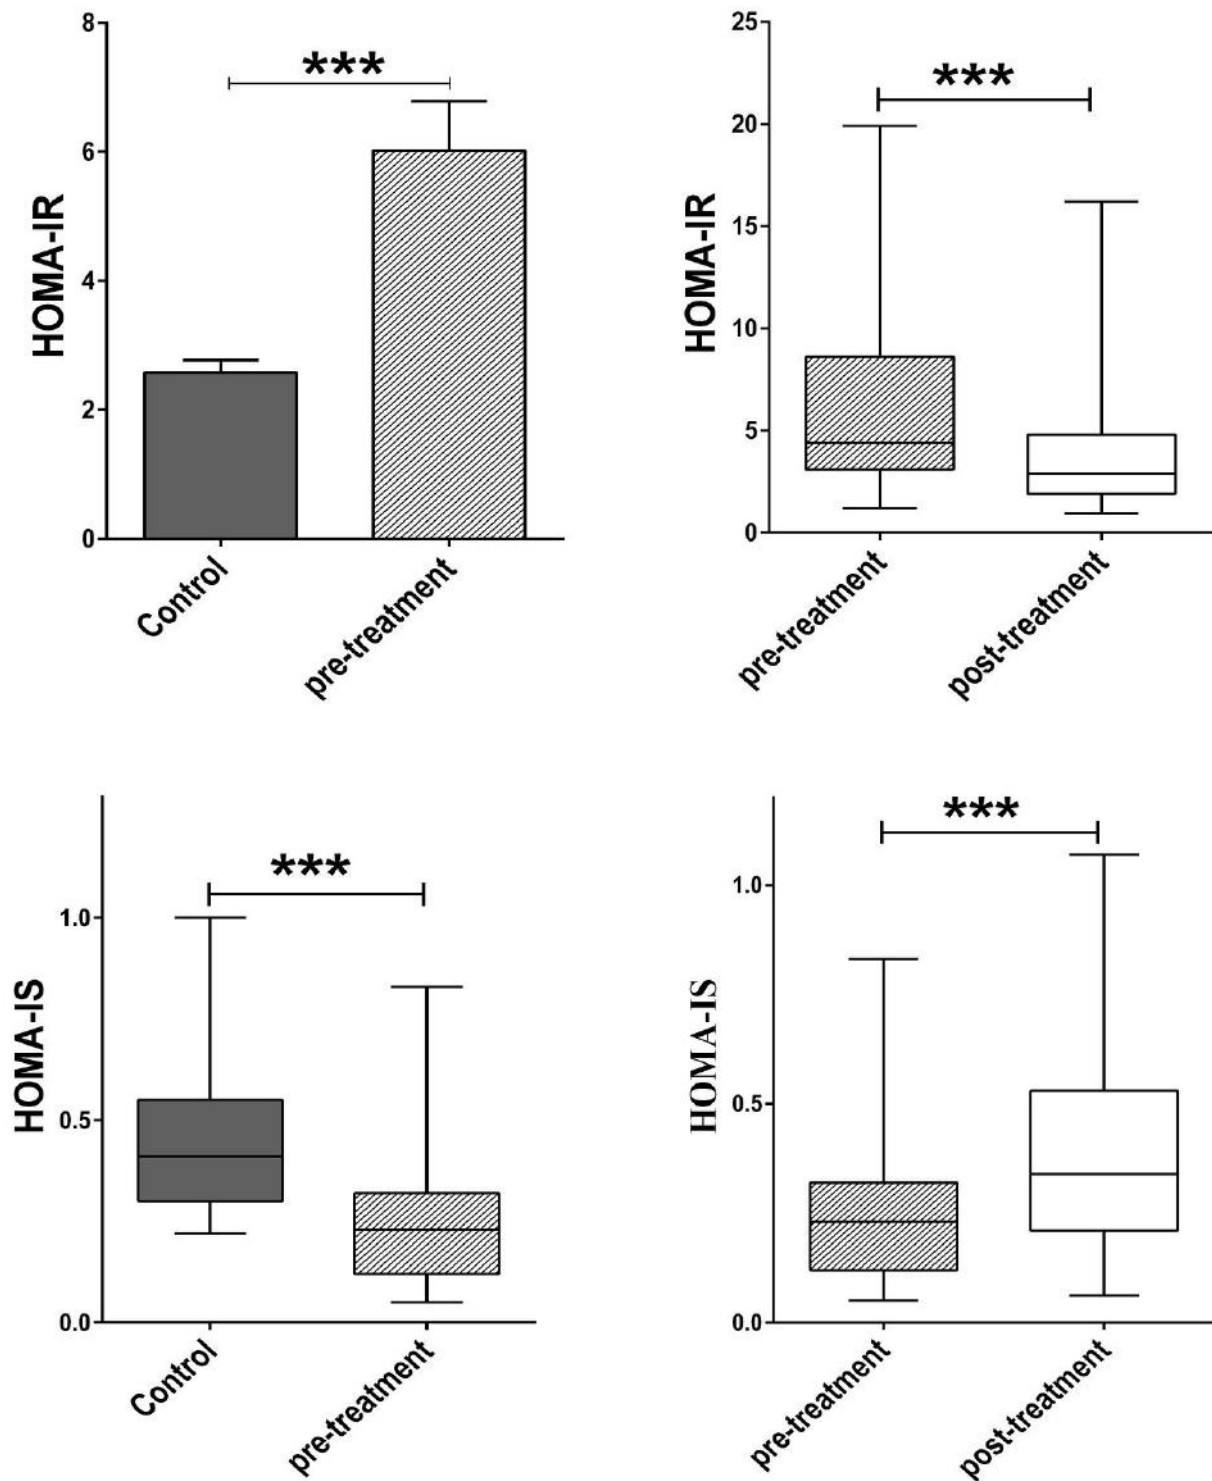 ***
HOMA-IR
8
6
4
2
0
Control
pre-treatment
***
HOMA-IR
25
20
15
10
5
0
pre-treatment
post-treatment
***
HOMA-IS
1.0
0.5
0.0
Control
pre-treatment
***
HOMA-IS
1.0
0.5
0.0
pre-treatment
post-treatment